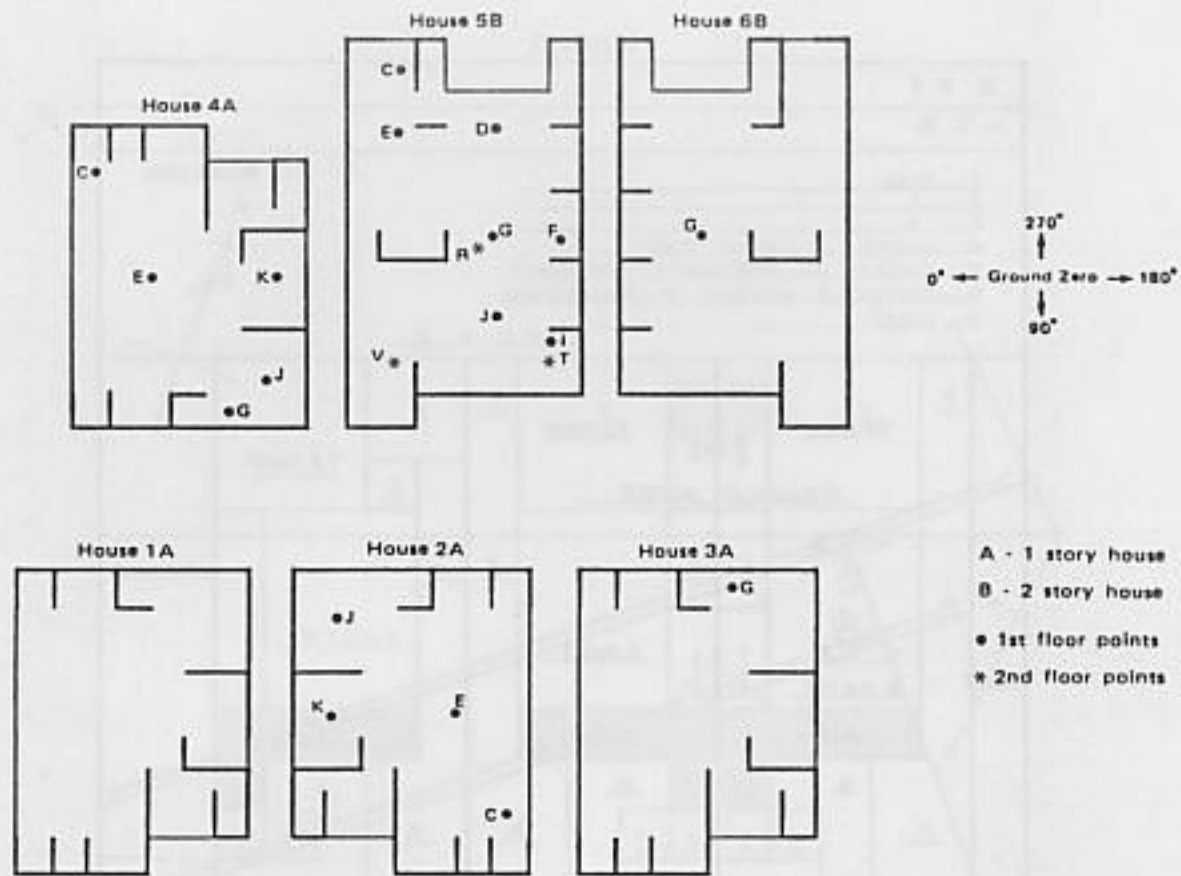 House 5B
House 6B
House 4A
C
E
K
J
G
C
E
D
G
R
F
J
I
T
V
G
270°
0° Ground Zero 180°
90°
House 1A
House 2A
House 3A
J
K
E
C
G
A - 1 story house
B - 2 story house
● 1st floor points
* 2nd floor points